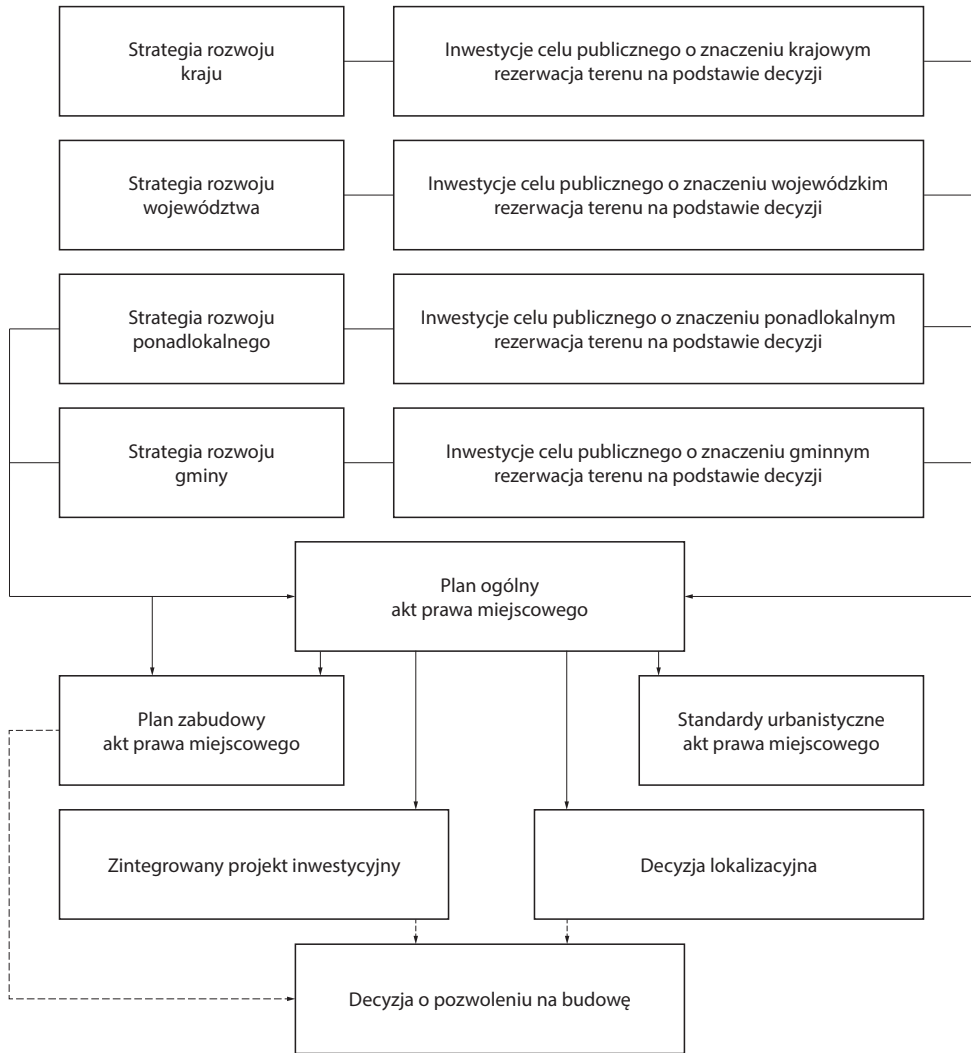 Strategia rozwoju
kraju
Inwestycje celu publicznego o znaczeniu krajowym
rezerwacja terenu na podstawie decyzji
Strategia rozwoju
województwa
Inwestycje celu publicznego o znaczeniu wojewódzkim
rezerwacja terenu na podstawie decyzji
Strategia rozwoju
ponadlokalnego
Inwestycje celu publicznego o znaczeniu ponadlokalnym
rezerwacja terenu na podstawie decyzji
Strategia rozwoju
gminy
Inwestycje celu publicznego o znaczeniu gminnym
rezerwacja terenu na podstawie decyzji
Plan ogólny
akt prawa miejscowego
Plan zabudowy
akt prawa miejscowego
Standardy urbanistyczne
akt prawa miejscowego
Zintegrowany projekt inwestycyjny
Decyzja lokalizacyjna
Decyzja o pozwoleniu na budowę